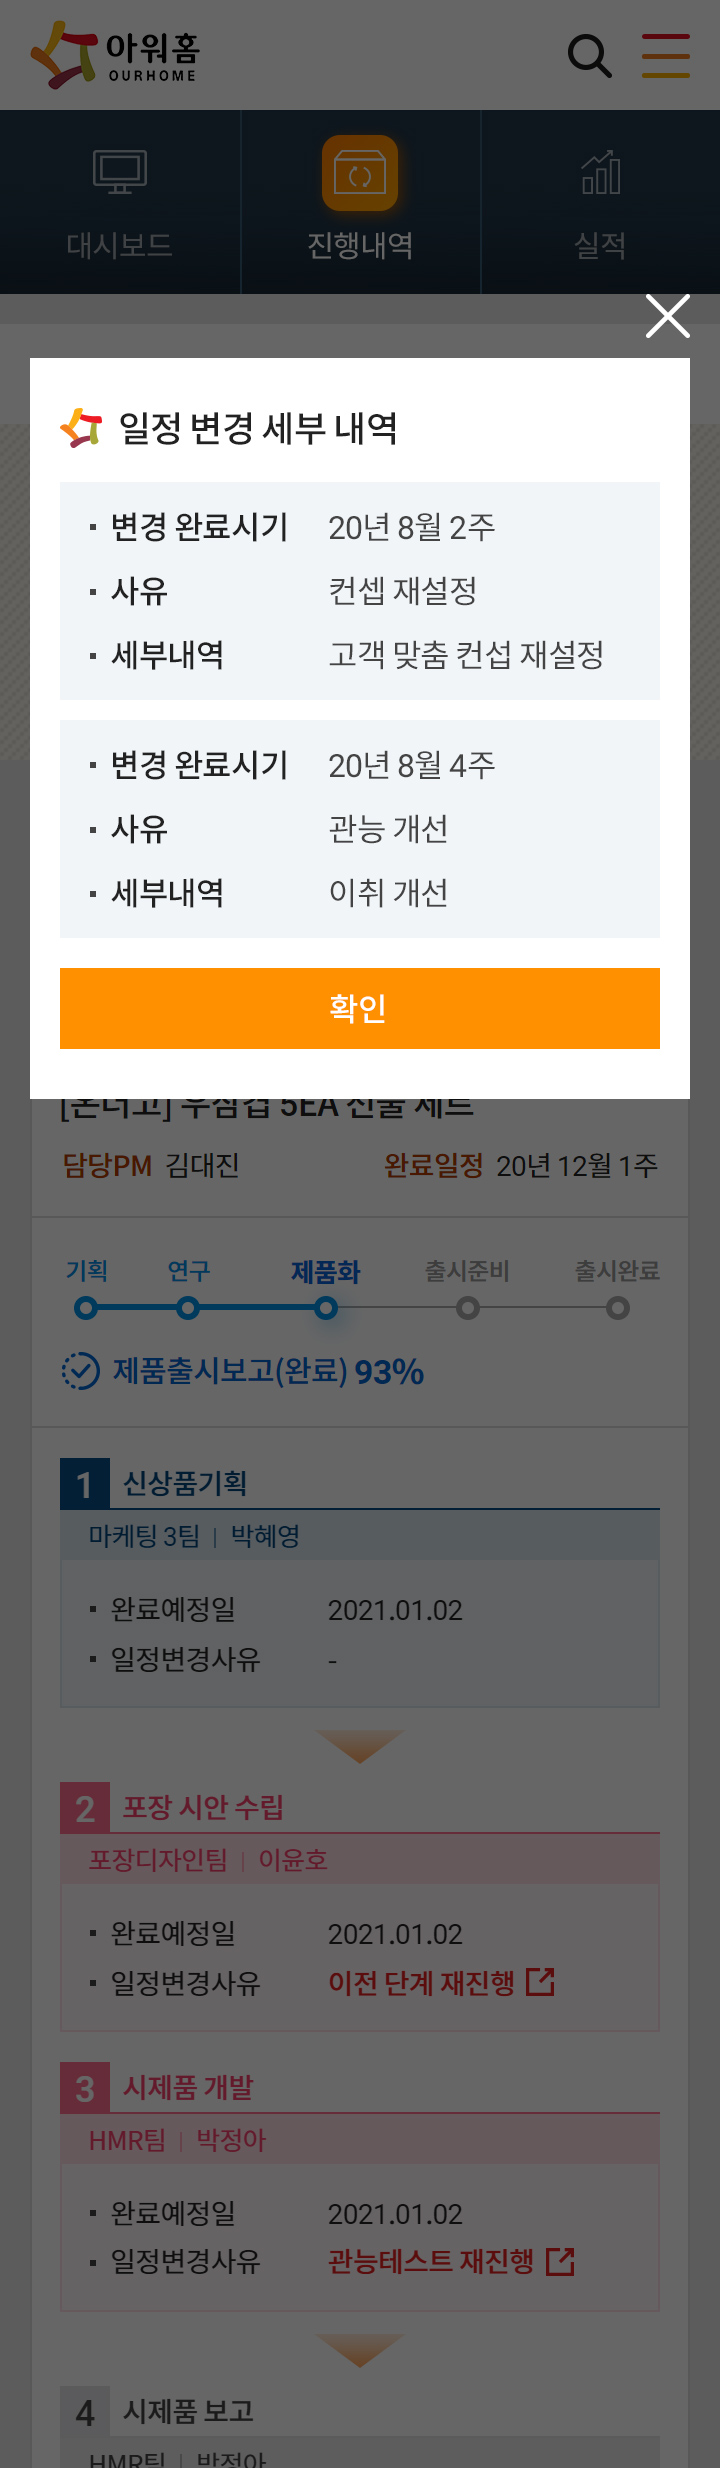 아워홈
OURHOME
대시보드
진행내역
실적
일정 변경 세부 내역
변경 완료시기 20년 8월 2주
사유 컨셉 재설정
세부내역 고객 맞춤 컨섭 재설정
변경 완료시기 20년 8월 4주
사유 관능 개선
세부내역 이취 개선
확인
[온더고] 우삼겹 5EA 선물 세트
담당PM 김대진 완료일정 20년 12월 1주
기획 연구 제품화 출시준비 출시완료
제품출시보고(완료) 93%
1 신상품기획
마케팅 3팀 | 박혜영
완료예정일 2021.01.02
일정변경사유 -
2 포장 시안 수립
포장디자인팀 | 이윤호
완료예정일 2021.01.02
일정변경사유 이전 단계 재진행
3 시제품 개발
HMR팀 | 박정아
완료예정일 2021.01.02
일정변경사유 관능테스트 재진행
4 시제품 보고
HMR팀 | 박정아